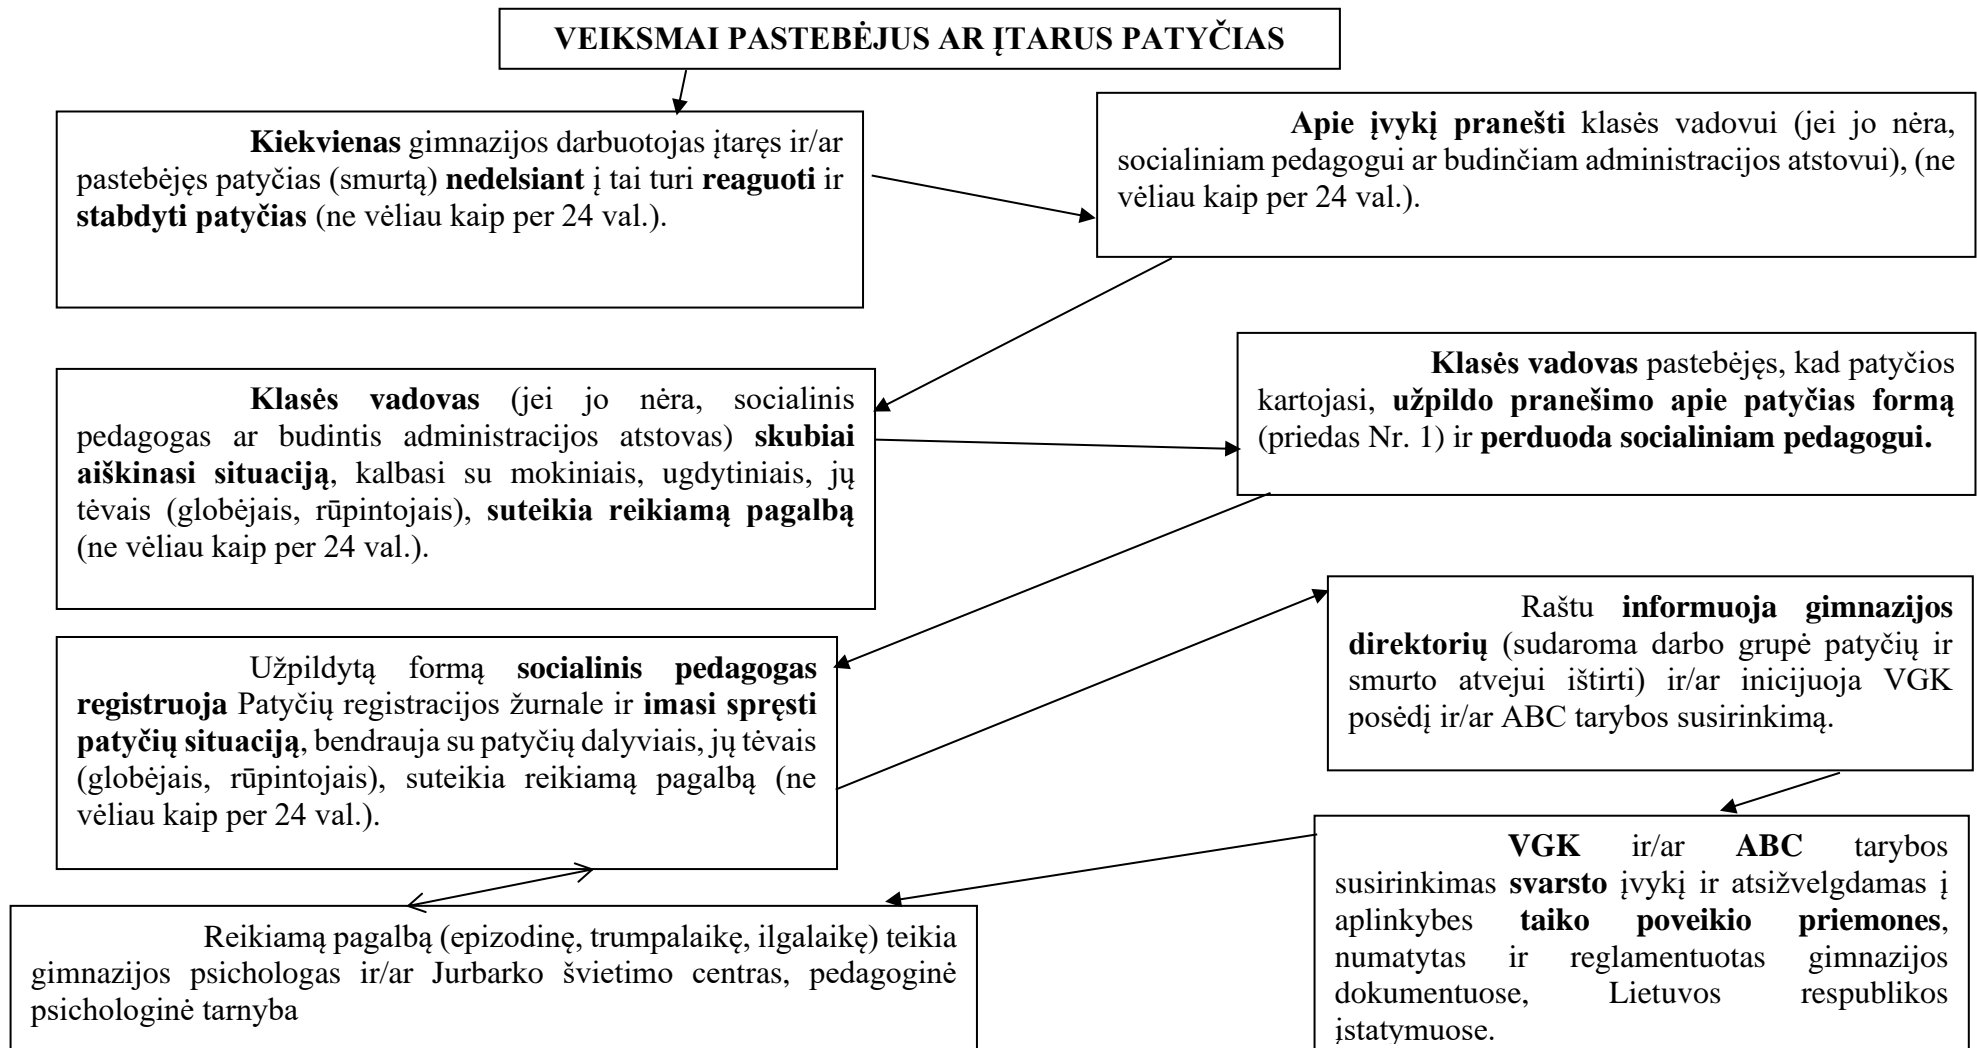 VEIKSMAI PASTEBĖJUS AR ĮTARUS PATYČIAS
Kiekvienas gimnazijos darbuotojas įtaręs ir/ar
pastebėjęs patyčias (smurtą) nedelsiant į tai turi reaguoti ir
stabdyti patyčias (ne vėliau kaip per 24 val.).
Apie įvykį pranešti klasės vadovui (jei jo nėra,
socialiniam pedagogui ar budinčiam administracijos atstovui), (ne
vėliau kaip per 24 val.).
Klasės vadovas (jei jo nėra, socialinis
pedagogas ar budintis administracijos atstovas) skubiai
aiškinasi situaciją, kalbasi su mokiniais, ugdytiniais, jų
tėvais (globėjais, rūpintojais), suteikia reikiamą pagalbą
(ne vėliau kaip per 24 val.).
Klasės vadovas pastebėjęs, kad patyčios
kartojasi, užpildo pranešimo apie patyčias formą
(priedas Nr. 1) ir perduoda socialiniam pedagogui.
Užpildytą formą socialinis pedagogas
registruoja Patyčių registracijos žurnale ir imasi spręsti
patyčių situaciją, bendrauja su patyčių dalyviais, jų tėvais
(globėjais, rūpintojais), suteikia reikiamą pagalbą (ne
vėliau kaip per 24 val.).
Raštu informuoja gimnazijos
direktorių (sudaroma darbo grupė patyčių ir
smurto atvejui ištirti) ir/ar inicijuoja VGK
posėdį ir/ar ABC tarybos susirinkimą.
VGK ir/ar ABC tarybos
susirinkimas svarsto įvykį ir atsižvelgdamas į
aplinkybes taiko poveikio priemones,
numatytas ir reglamentuotas gimnazijos
dokumentuose, Lietuvos respublikos
įstatymuose.
Reikiamą pagalbą (epizodinę, trumpalaikę, ilgalaikę) teikia
gimnazijos psichologas ir/ar Jurbarko švietimo centras, pedagoginė
psichologinė tarnyba